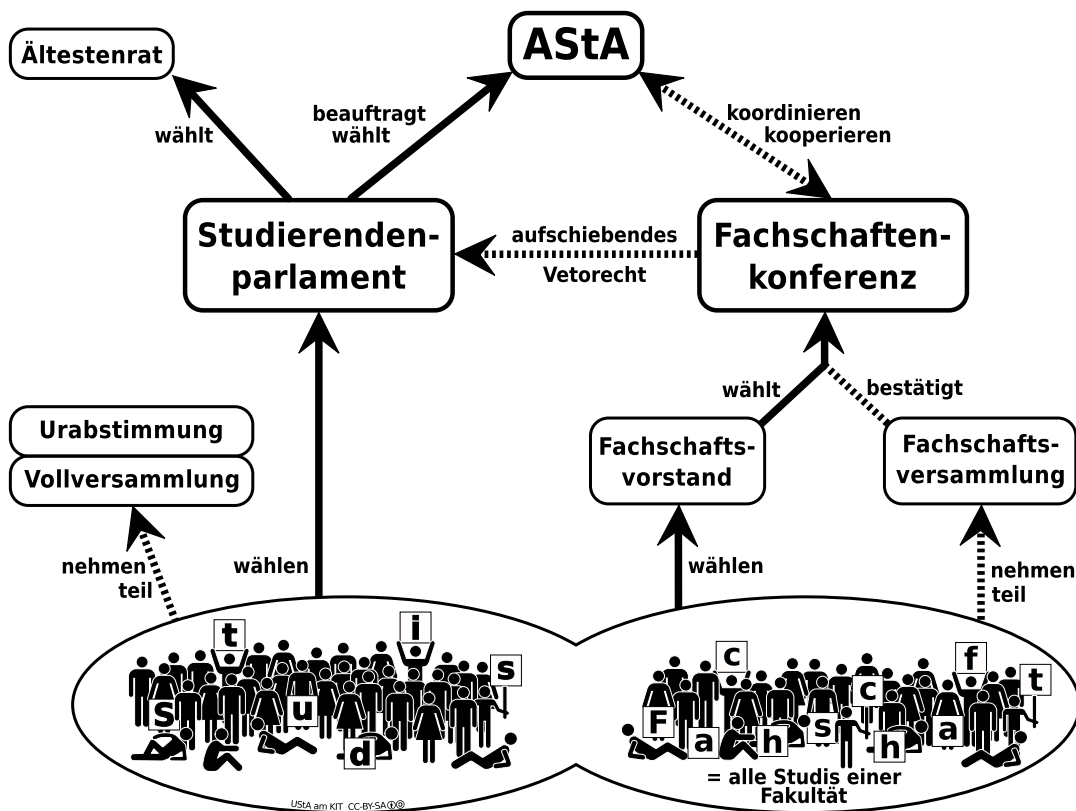 Ältestenrat
AStA
wählt
beauftragt
wählt
koordinieren
kooperieren
Studierenden-
parlament
aufschiebendes
Vetorecht
Fachschaften-
konferenz
wählt
bestätigt
Urabstimmung
Vollversammlung
Fachschafts-
vorstand
Fachschafts-
versammlung
nehmen
teil
wählen
wählen
nehmen
teil
S t u d i s
F a c h s c h a f t
= alle Studis einer
Fakultät
UStA am KIT CC-BY-SA